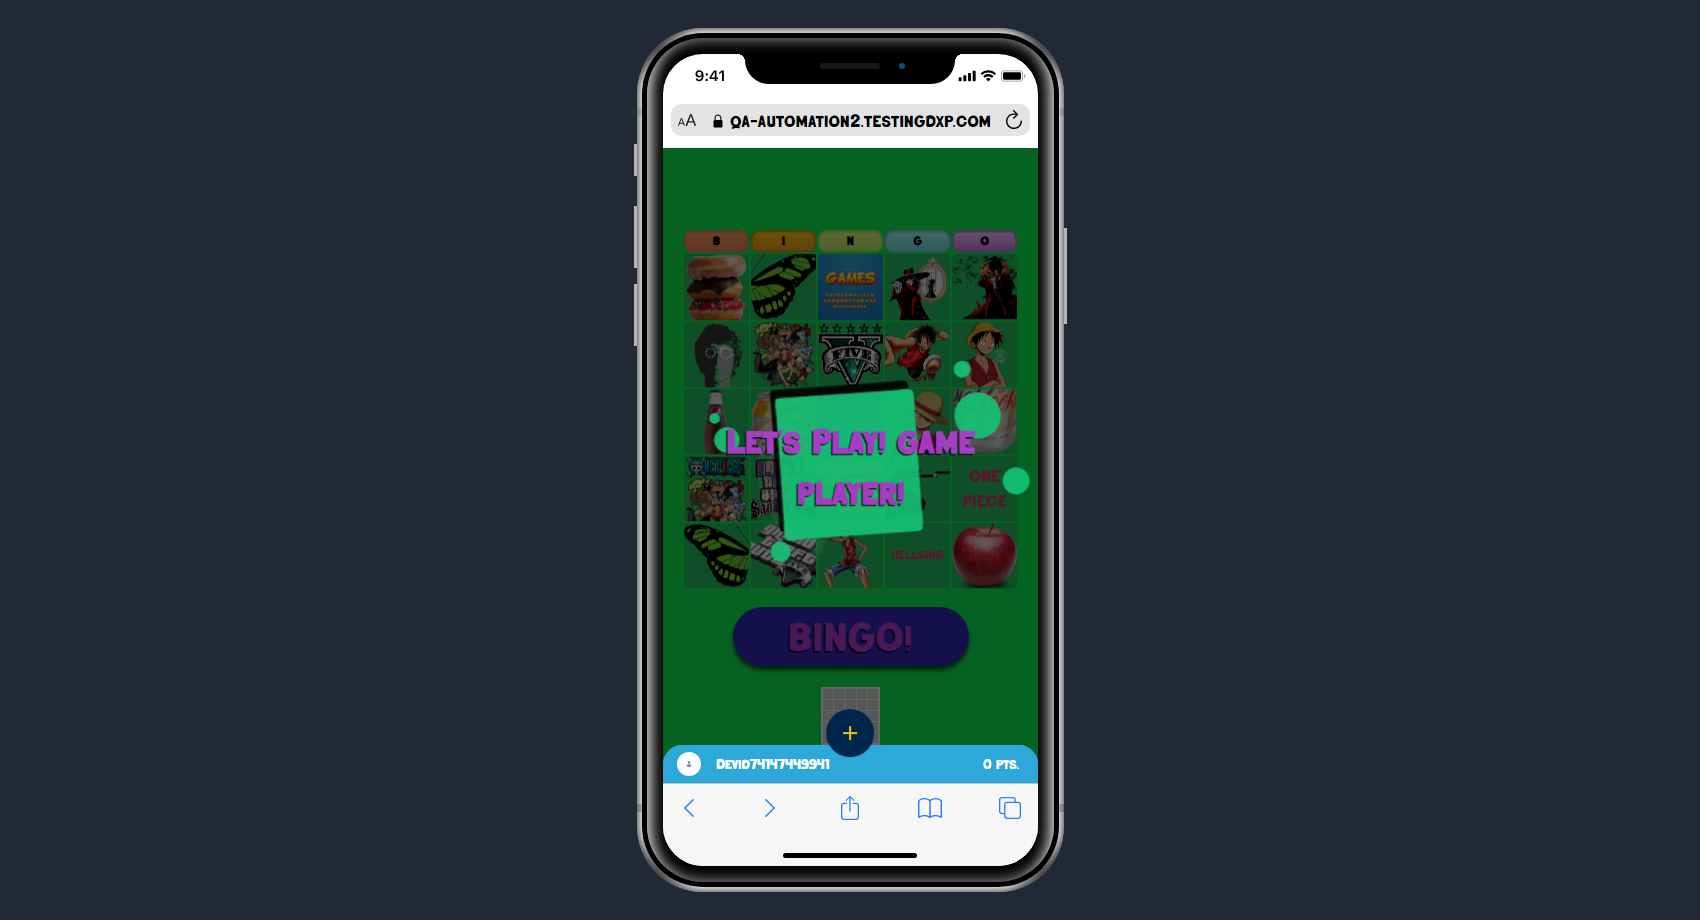 9:41
AA QA-AUTOMATION2.TESTINGDXP.COM
B I N G O
GAMES
FIVE
LET'S PLAY! GAME
PLAYER!
ONE
PIECE
HELLSING
BINGO!
+
DEVID74147449941 0 PTS.